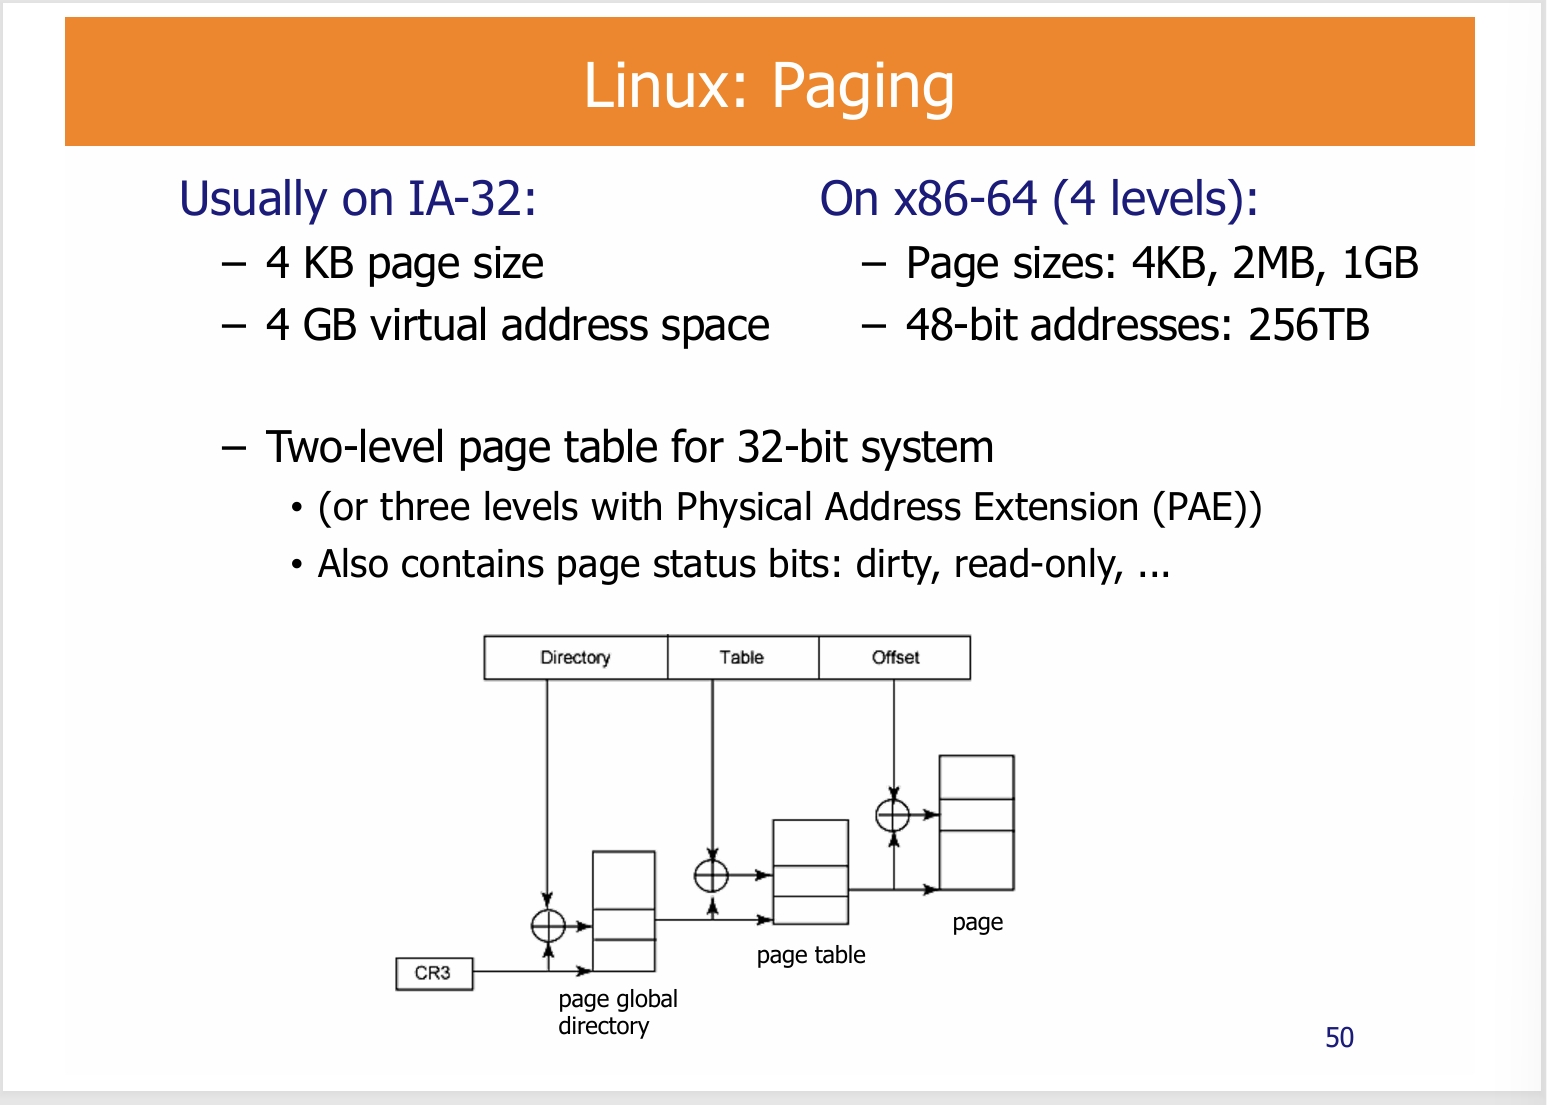 Linux: Paging
Usually on IA-32:
– 4 KB page size
– 4 GB virtual address space
On x86-64 (4 levels):
– Page sizes: 4KB, 2MB, 1GB
– 48-bit addresses: 256TB
– Two-level page table for 32-bit system
• (or three levels with Physical Address Extension (PAE))
• Also contains page status bits: dirty, read-only, ...
Directory
Table
Offset
CR3
page global
directory
page table
page
50